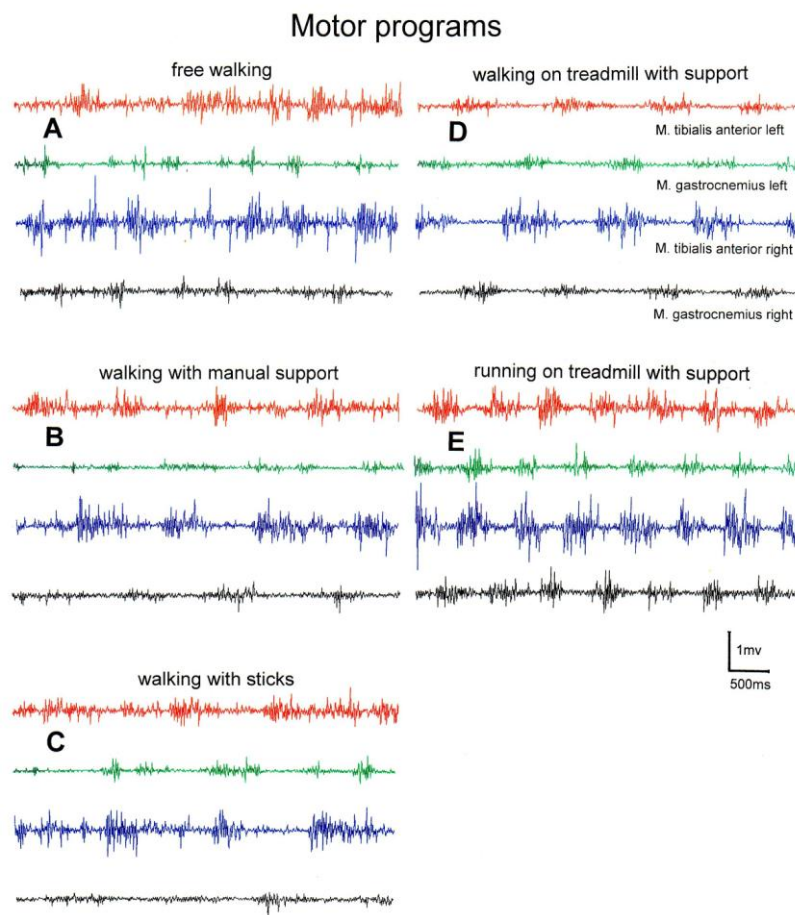 Motor programs
free walking
A
walking on treadmill with support
D
M. tibialis anterior left
M. gastrocnemius left
M. tibialis anterior right
M. gastrocnemius right
walking with manual support
B
running on treadmill with support
E
1mv
500ms
walking with sticks
C